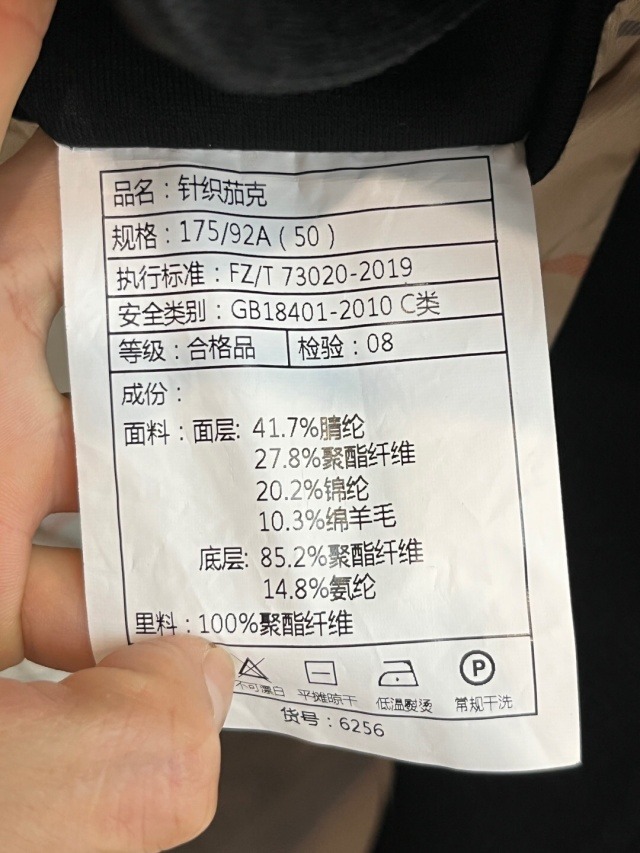 品名：针织茄克
规格：175/92A（50）
执行标准：FZ/T 73020-2019
安全类别：GB18401-2010 C类
等级：合格品 检验：08
成份：
面料：面层: 41.7%腈纶
27.8%聚酯纤维
20.2%锦纶
10.3%绵羊毛
底层: 85.2%聚酯纤维
14.8%氨纶
里料：100%聚酯纤维
P
不可漂白 平摊晾干 低温熨烫 常规干洗
货号：6256